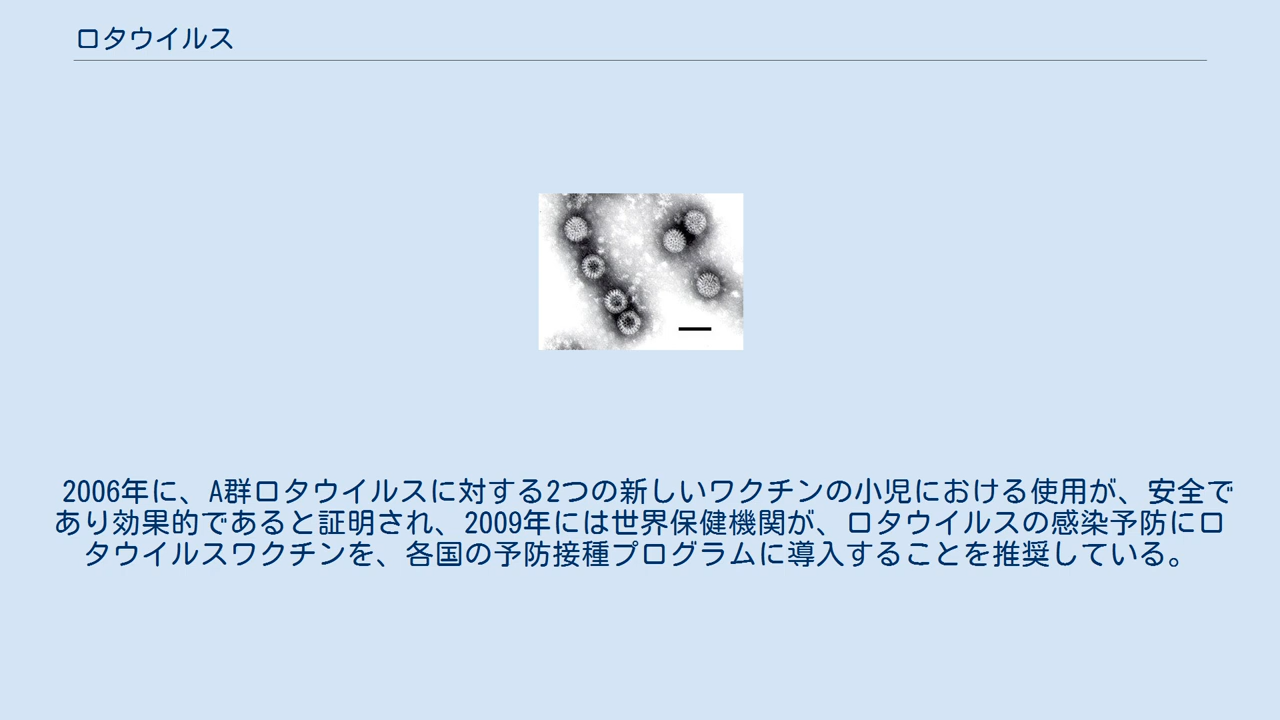 ロタウイルス
2006年に、A群ロタウイルスに対する2つの新しいワクチンの小児における使用が、安全で
あり効果的であると証明され、2009年には世界保健機関が、ロタウイルスの感染予防にロ
タウイルスワクチンを、各国の予防接種プログラムに導入することを推奨している。